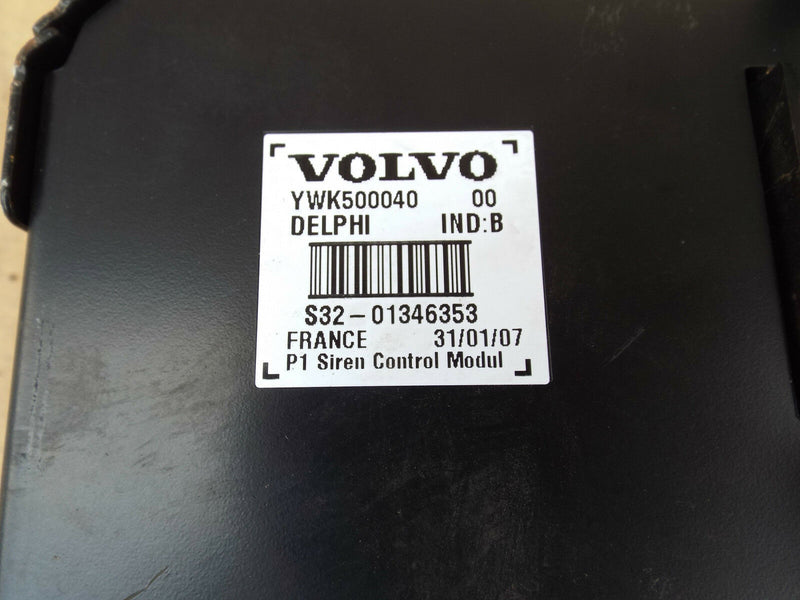 VOLVO
YWK500040 00
DELPHI IND:B
S32-01346353
FRANCE 31/01/07
P1 Siren Control Modul